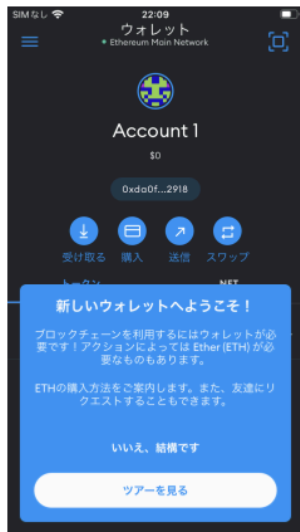 SIMなし 22:09
ウォレット
Ethereum Main Network
Account 1
$0
0xda0f...2918
受け取る 購入 送信 スワップ
トークン NFT
新しいウォレットへようこそ！
ブロックチェーンを利用するにはウォレットが必
要です！アクションによっては Ether (ETH) が必
要なものもあります。
ETHの購入方法をご案内します。また、友達にリ
クエストすることもできます。
いいえ、結構です
ツアーを見る